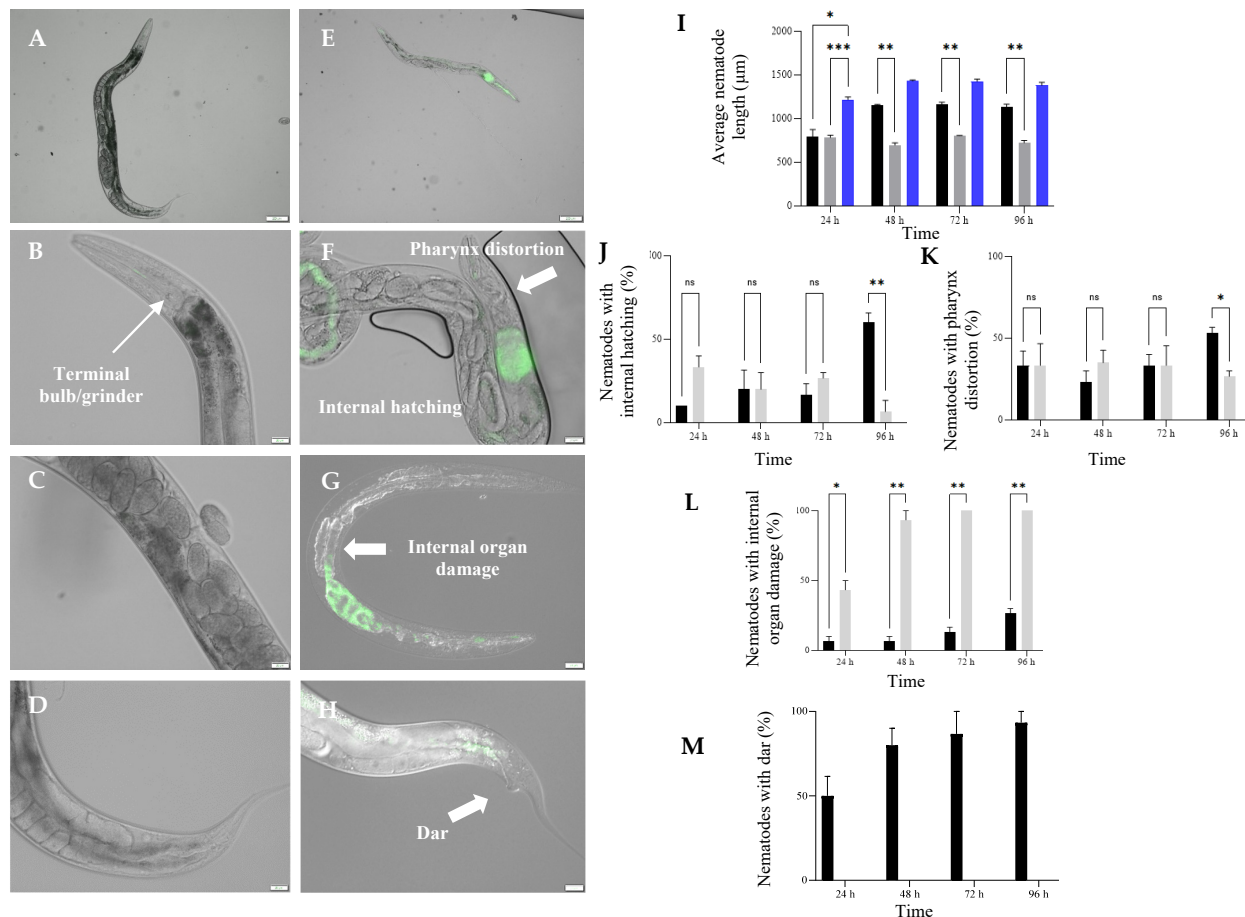 A
B
Terminal
bulb/grinder
C
D
E
F
Pharynx distortion
Internal hatching
G
Internal organ
damage
H
Dar
I
Average nematode
length (μm)
2000
1500
1000
500
0
*
***
**
**
**
24 h
48 h
72 h
96 h
Time
J
Nematodes with
internal hatching (%)
100
50
0
ns
ns
ns
**
24 h
48 h
72 h
96 h
Time
K
Nematodes with pharynx
distortion (%)
100
50
0
ns
ns
ns
*
24 h
48 h
72 h
96 h
Time
L
Nematodes with internal
organ damage (%)
100
50
0
*
**
**
**
24 h
48 h
72 h
96 h
Time
M
Nematodes with dar (%)
100
50
0
24 h
48 h
72 h
96 h
Time